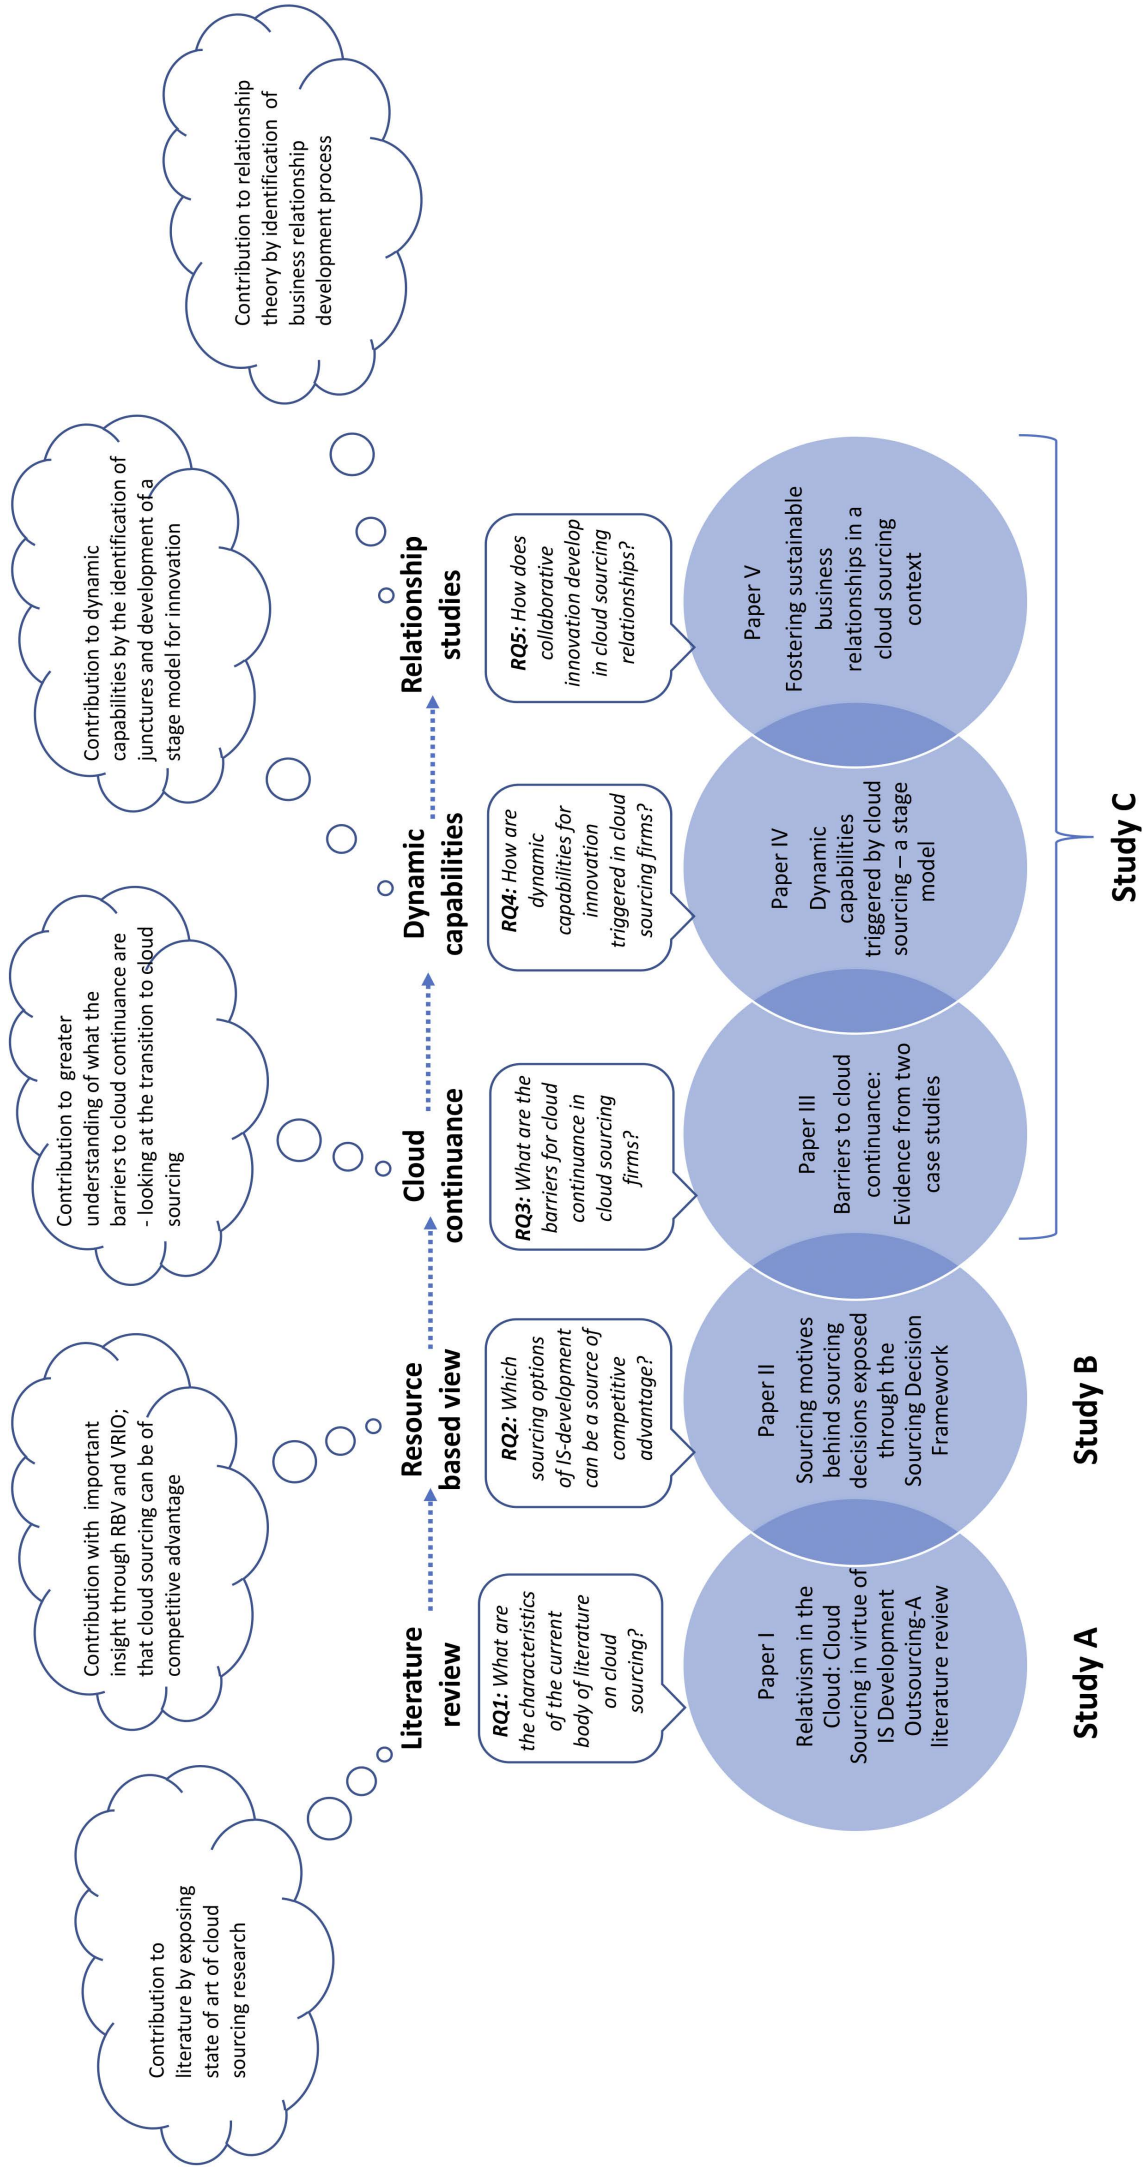 Contribution to
literature by exposing
state of art of cloud
sourcing research
Contribution with important
insight through RBV and VRIO;
that cloud sourcing can be of
competitive advantage
Contribution to greater
understanding of what the
barriers to cloud continuance are
- looking at the transition to cloud
sourcing
Contribution to dynamic
capabilities by the identification of
junctures and development of a
stage model for innovation
Contribution to relationship
theory by identification of
business relationship
development process
Literature
review
Resource
based view
Cloud
continuance
Dynamic
capabilities
Relationship
studies
RQ1: What are
the characteristics
of the current
body of literature
on cloud
sourcing?
RQ2: Which
sourcing options
of IS-development
can be a source of
competitive
advantage?
RQ3: What are the
barriers for cloud
continuance in
cloud sourcing
firms?
RQ4: How are
dynamic
capabilities for
innovation
triggered in cloud
sourcing firms?
RQ5: How does
collaborative
innovation develop
in cloud sourcing
relationships?
Paper I
Relativism in the
Cloud: Cloud
Sourcing in virtue of
IS Development
Outsourcing-A
literature review
Paper II
Sourcing motives
behind sourcing
decisions exposed
through the
Sourcing Decision
Framework
Paper III
Barriers to cloud
continuance:
Evidence from two
case studies
Paper IV
Dynamic
capabilities
triggered by cloud
sourcing – a stage
model
Paper V
Fostering sustainable
business
relationships in a
cloud sourcing
context
Study A
Study B
Study C